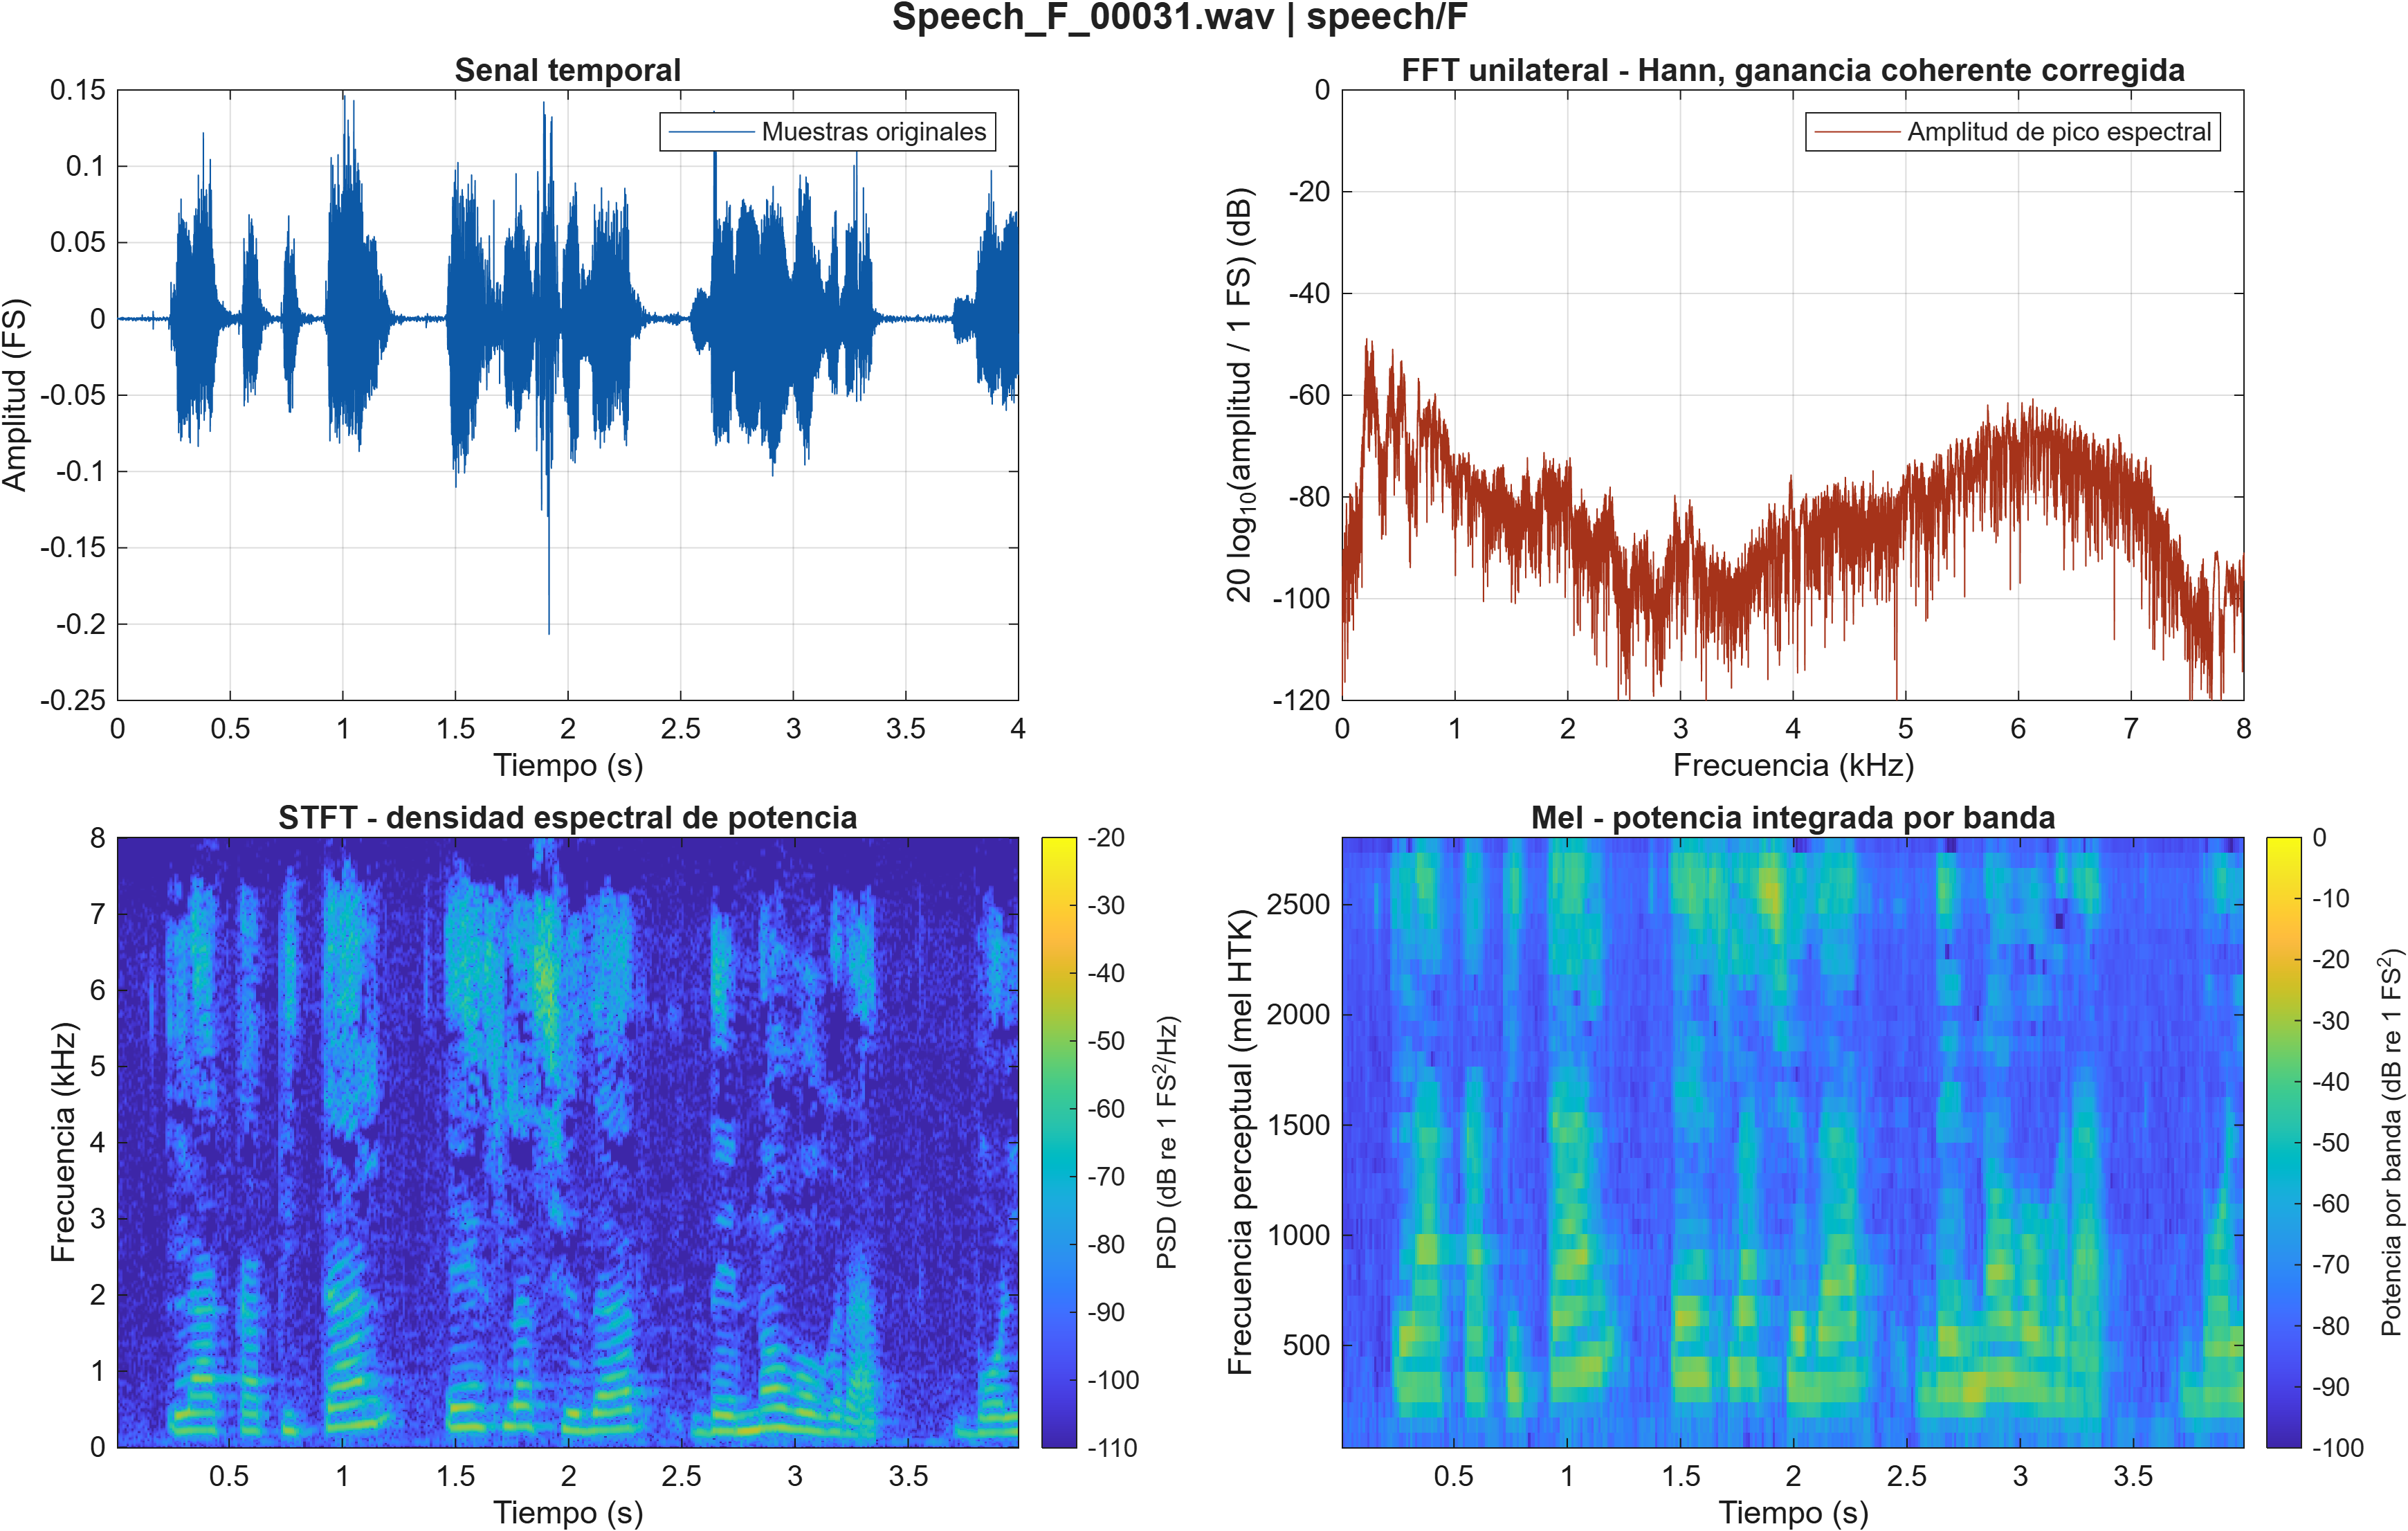 Speech_F_00031.wav | speech/F
Senal temporal
0.15
0.1
0.05
0
-0.05
-0.1
-0.15
-0.2
-0.25
Amplitud (FS)
Muestras originales
0 0.5 1 1.5 2 2.5 3 3.5 4
Tiempo (s)
FFT unilateral - Hann, ganancia coherente corregida
0
-20
-40
-60
-80
-100
-120
20 log10(amplitud / 1 FS) (dB)
Amplitud de pico espectral
0 1 2 3 4 5 6 7 8
Frecuencia (kHz)
STFT - densidad espectral de potencia
8
7
6
5
4
3
2
1
0
Frecuencia (kHz)
0.5 1 1.5 2 2.5 3 3.5
Tiempo (s)
-20
-30
-40
-50
-60
-70
-80
-90
-100
-110
PSD (dB re 1 FS²/Hz)
Mel - potencia integrada por banda
2500
2000
1500
1000
500
Frecuencia perceptual (mel HTK)
0.5 1 1.5 2 2.5 3 3.5
Tiempo (s)
0
-10
-20
-30
-40
-50
-60
-70
-80
-90
-100
Potencia por banda (dB re 1 FS²)